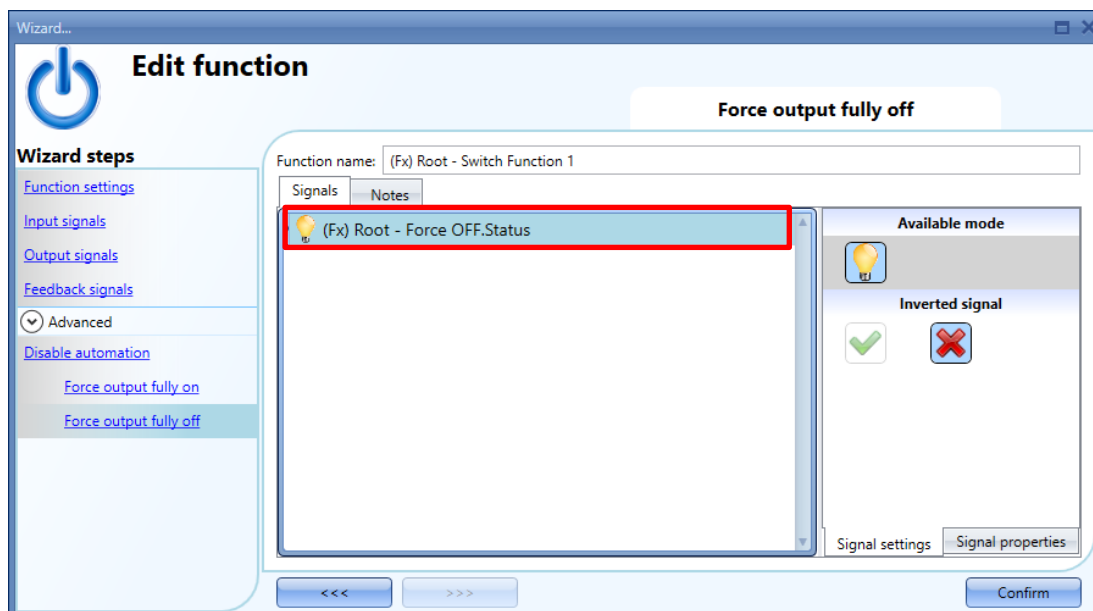 Wizard...
Edit function
Force output fully off
Wizard steps
Function settings
Input signals
Output signals
Feedback signals
Advanced
Disable automation
Force output fully on
Force output fully off
Function name: (Fx) Root - Switch Function 1
Signals Notes
(Fx) Root - Force OFF.Status
Available mode
Inverted signal
Signal settings Signal properties
<<< >>> Confirm